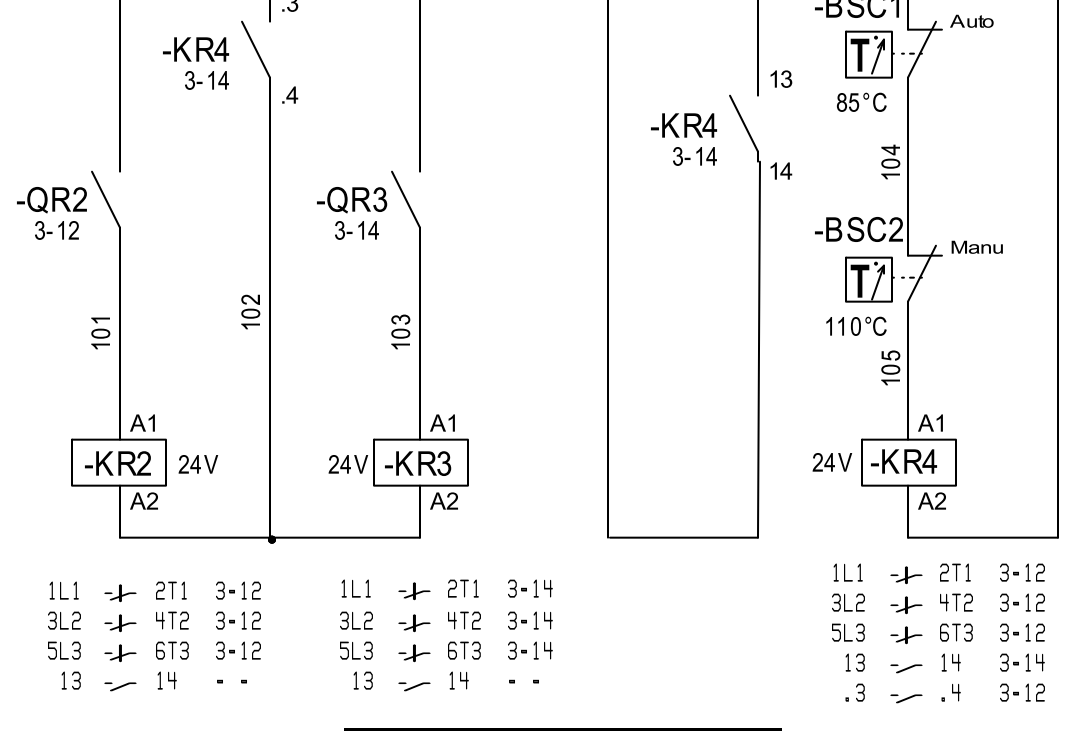 .3
-KR4
3-14
.4
-BSC1
Auto
T
85°C
13
-KR4
3-14
14
104
-QR2
3-12
-QR3
3-14
-BSC2
Manu
T
110°C
101
102
103
105
A1
-KR2
24V
A2
A1
24V
-KR3
A2
A1
24V
-KR4
A2
1L1 2T1 3-12
3L2 4T2 3-12
5L3 6T3 3-12
13 14 - -
1L1 2T1 3-14
3L2 4T2 3-14
5L3 6T3 3-14
13 14 - -
1L1 2T1 3-12
3L2 4T2 3-12
5L3 6T3 3-12
13 14 3-14
.3 .4 3-12